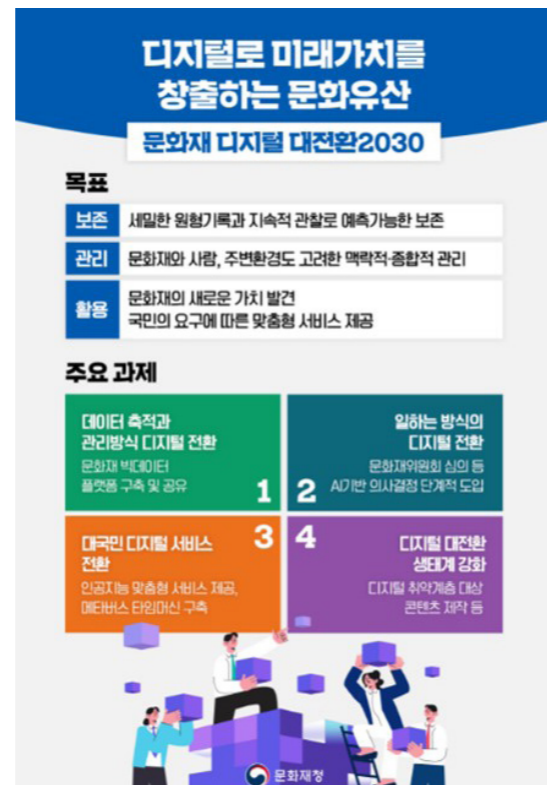 디지털로 미래가치를
창출하는 문화유산
문화재 디지털 대전환2030
목표
보존 세밀한 원형기록과 지속적 관찰로 예측가능한 보존
관리 문화재와 사람, 주변환경도 고려한 맥락적·종합적 관리
활용 문화재의 새로운 가치 발견
국민의 요구에 따른 맞춤형 서비스 제공
주요 과제
데이터 축적과
관리방식 디지털 전환
문화재 빅데이터
플랫폼 구축 및 공유
1
일하는 방식의
디지털 전환
문화재위원회 심의 등
AI기반 의사결정 단계적 도입
2
대국민 디지털 서비스
전환
인공지능 맞춤형 서비스 제공,
메타버스 타임머신 구축
3
4
디지털 대전환
생태계 강화
디지털 취약계층 대상
콘텐츠 제작 등
문화재청